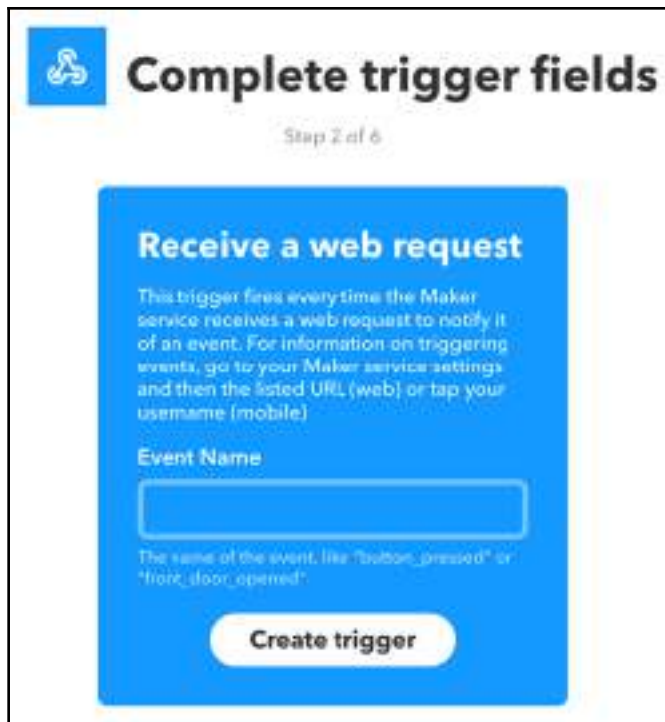 Complete trigger fields
Step 2 of 6
Receive a web request
This trigger fires every time the Maker
service receives a web request to notify it
of an event. For information on triggering
events, go to your Maker service settings
and then the listed URL (web) or tap your
username (mobile)
Event Name
The name of the event, like "button_pressed" or
"front_door_opened"
Create trigger